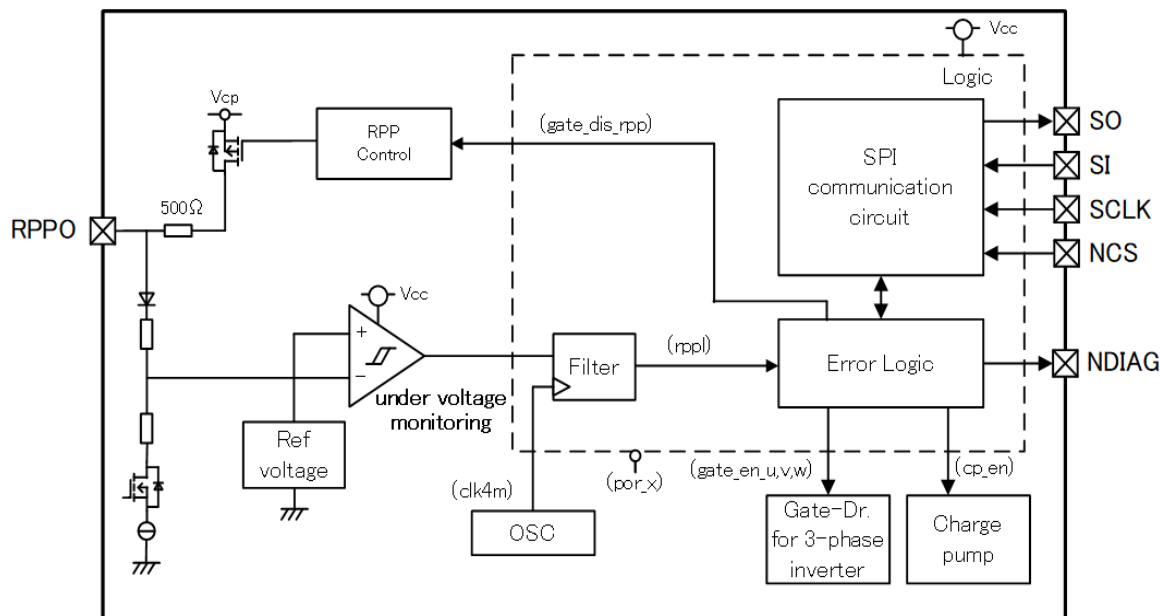 Vcc
Logic
Vcp
RPP
Control
(gate_dis_rpp)
SPI
communication
circuit
SO
SI
SCLK
NCS
500Ω
RPPO
Vcc
+
−
under voltage
monitoring
Filter
(rppl)
Error Logic
NDIAG
Ref
voltage
(clk4m)
OSC
(por_x)
(gate_en_u,v,w)
(cp_en)
Gate-Dr.
for 3-phase
inverter
Charge
pump